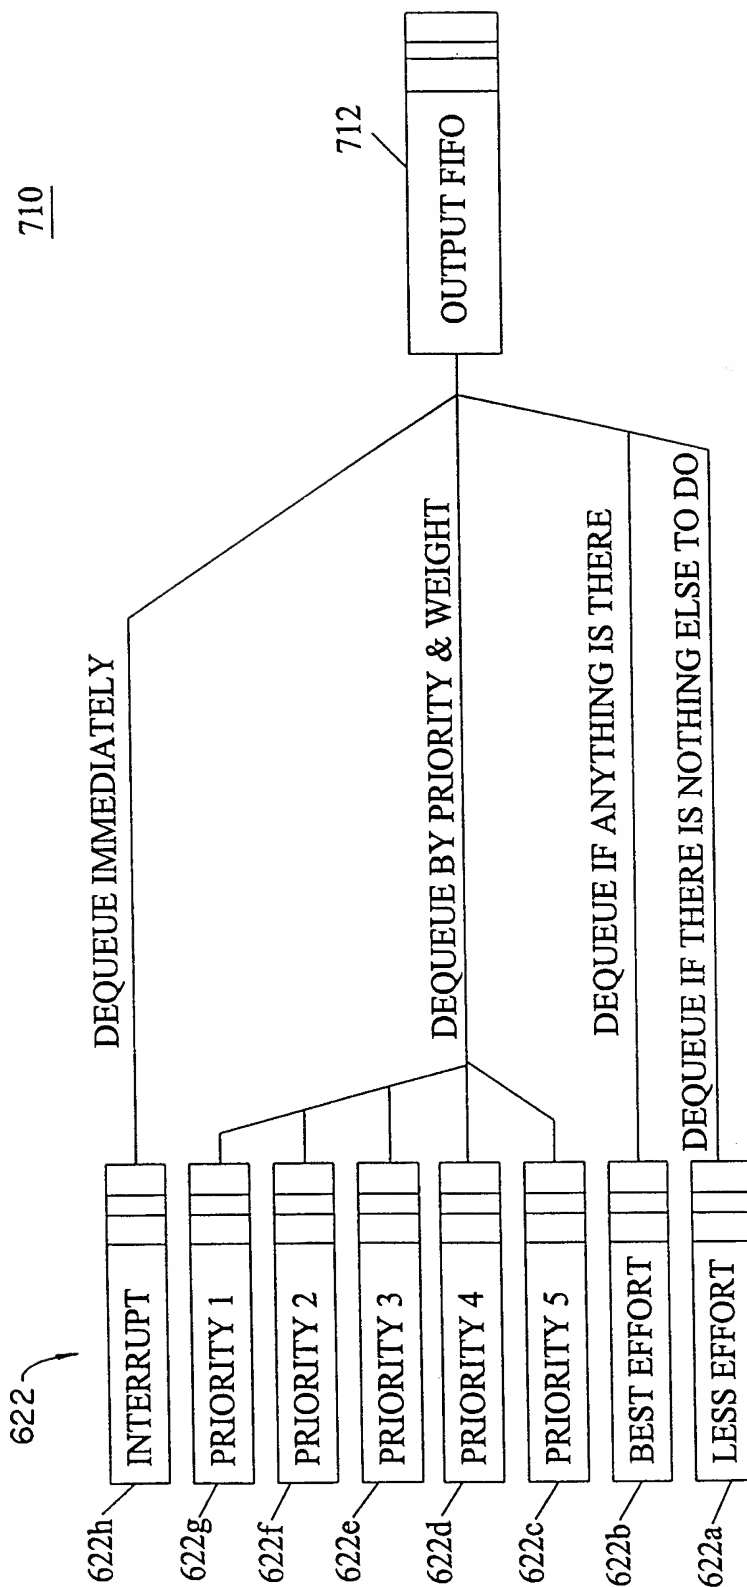 710
622
622h
INTERRUPT
DEQUEUE IMMEDIATELY
622g
PRIORITY 1
622f
PRIORITY 2
622e
PRIORITY 3
622d
PRIORITY 4
DEQUEUE BY PRIORITY & WEIGHT
712
OUTPUT FIFO
622c
PRIORITY 5
622b
BEST EFFORT
DEQUEUE IF ANYTHING IS THERE
622a
LESS EFFORT
DEQUEUE IF THERE IS NOTHING ELSE TO DO